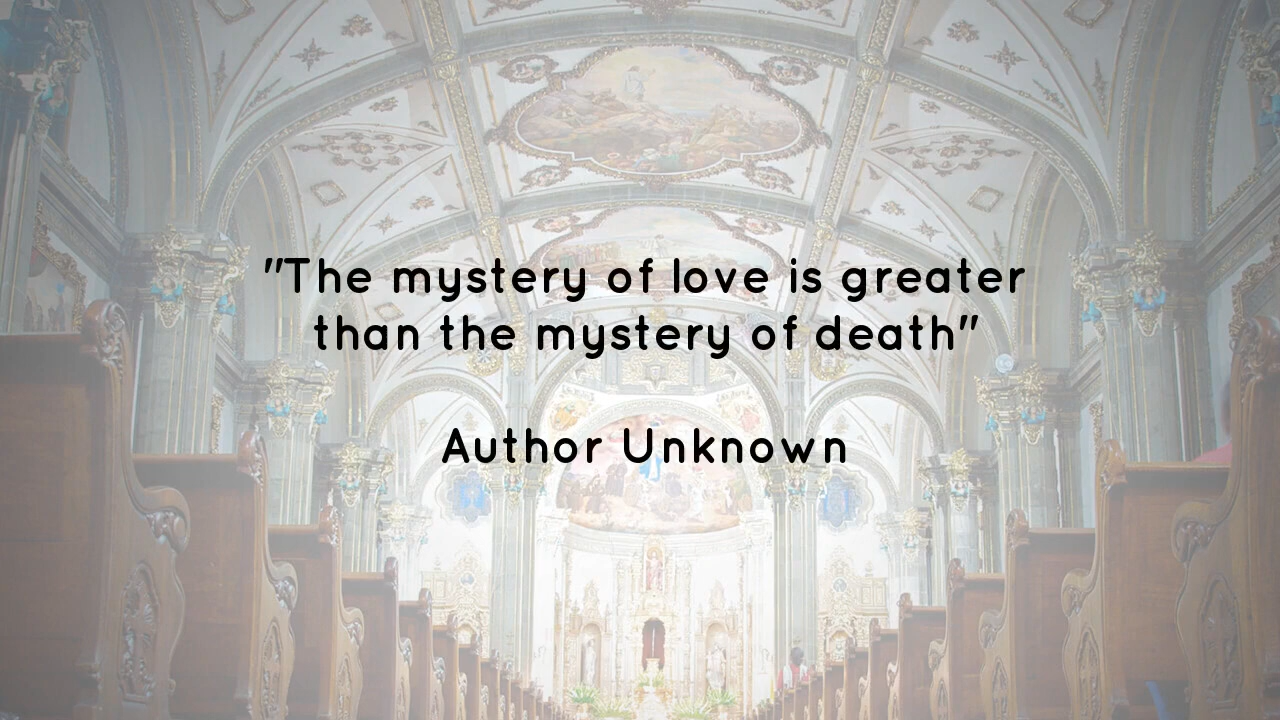 "The mystery of love is greater
than the mystery of death"
Author Unknown